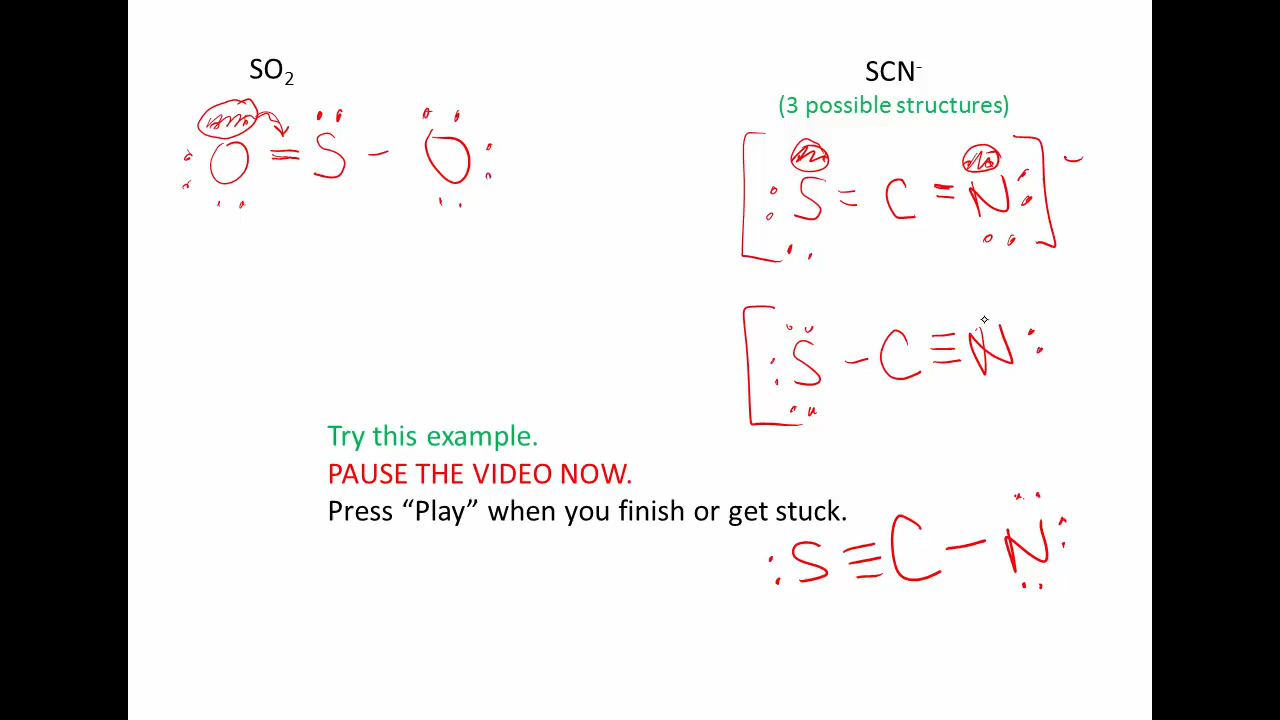 SO₂
O = S - O
SCN⁻
(3 possible structures)
[S = C = N]⁻
[S - C ≡ N
S ≡ C - N
Try this example.
PAUSE THE VIDEO NOW.
Press “Play” when you finish or get stuck.